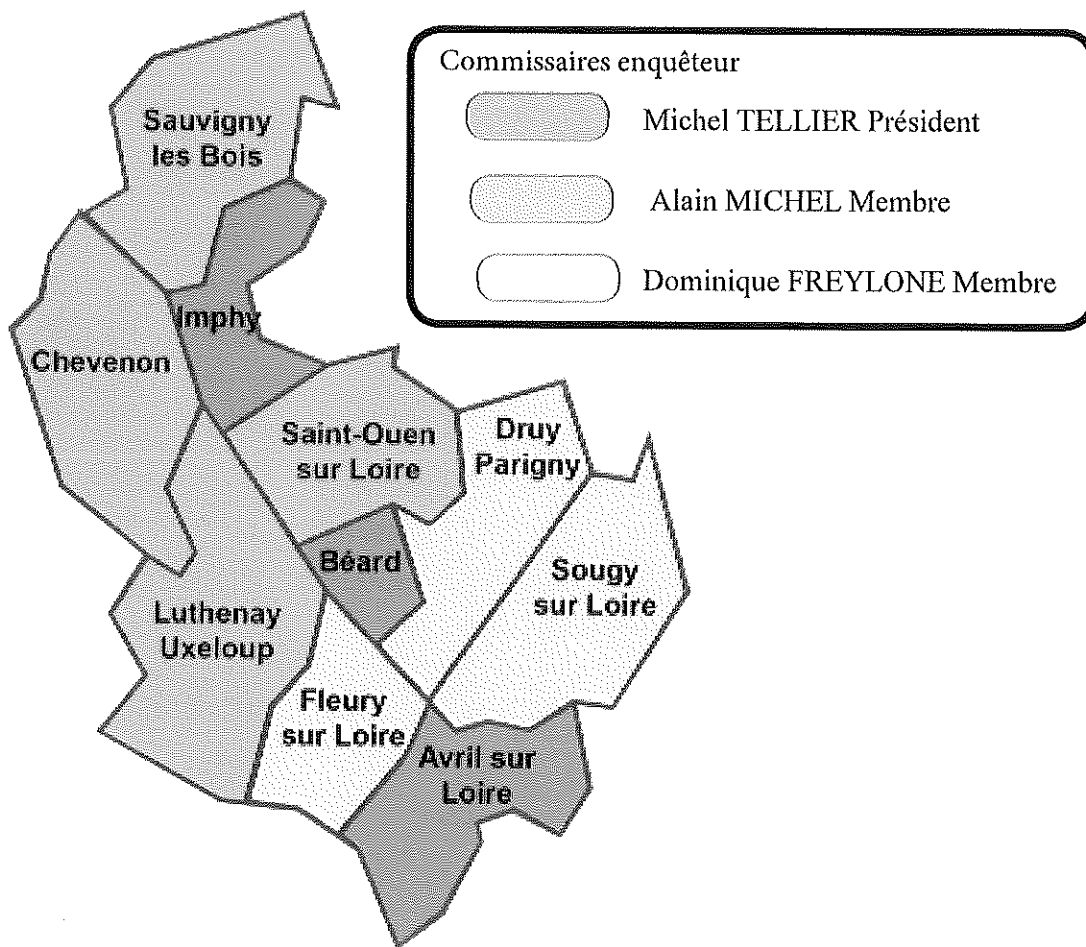 Commissaires enquêteur
Michel TELLIER Président
Alain MICHEL Membre
Dominique FREYLONE Membre
Sauvigny
les Bois
Imphy
Chevenon
Saint-Ouen
sur Loire
Druy
Parigny
Béard
Sougy
sur Loire
Luthenay
Uxeloup
Fleury
sur Loire
Avril sur
Loire